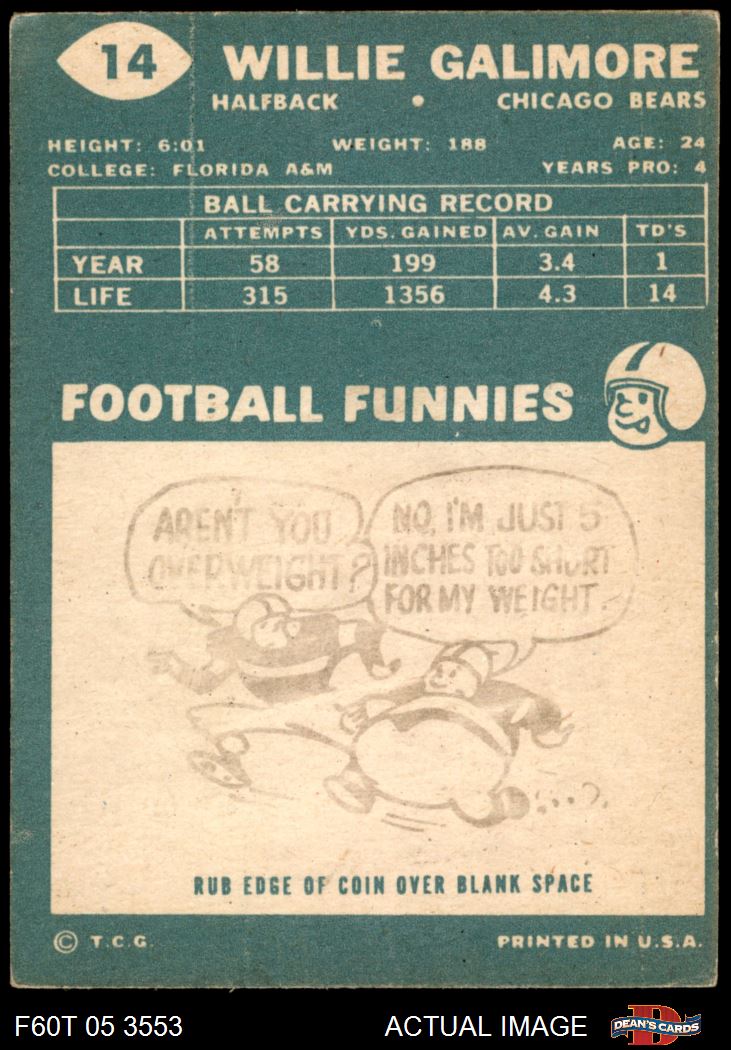 14 WILLIE GALIMORE
HALFBACK • CHICAGO BEARS
HEIGHT: 6:01 WEIGHT: 188 AGE: 24
COLLEGE: FLORIDA A&M YEARS PRO: 4
BALL CARRYING RECORD
ATTEMPTS YDS. GAINED AV. GAIN TD'S
YEAR 58 199 3.4 1
LIFE 315 1356 4.3 14
FOOTBALL FUNNIES
AREN'T YOU
OVERWEIGHT?
NO, I'M JUST 5
INCHES TOO SHORT
FOR MY WEIGHT.
RUB EDGE OF COIN OVER BLANK SPACE
© T.C.G. PRINTED IN U.S.A.
F60T 05 3553 ACTUAL IMAGE D DEAN'S CARDS